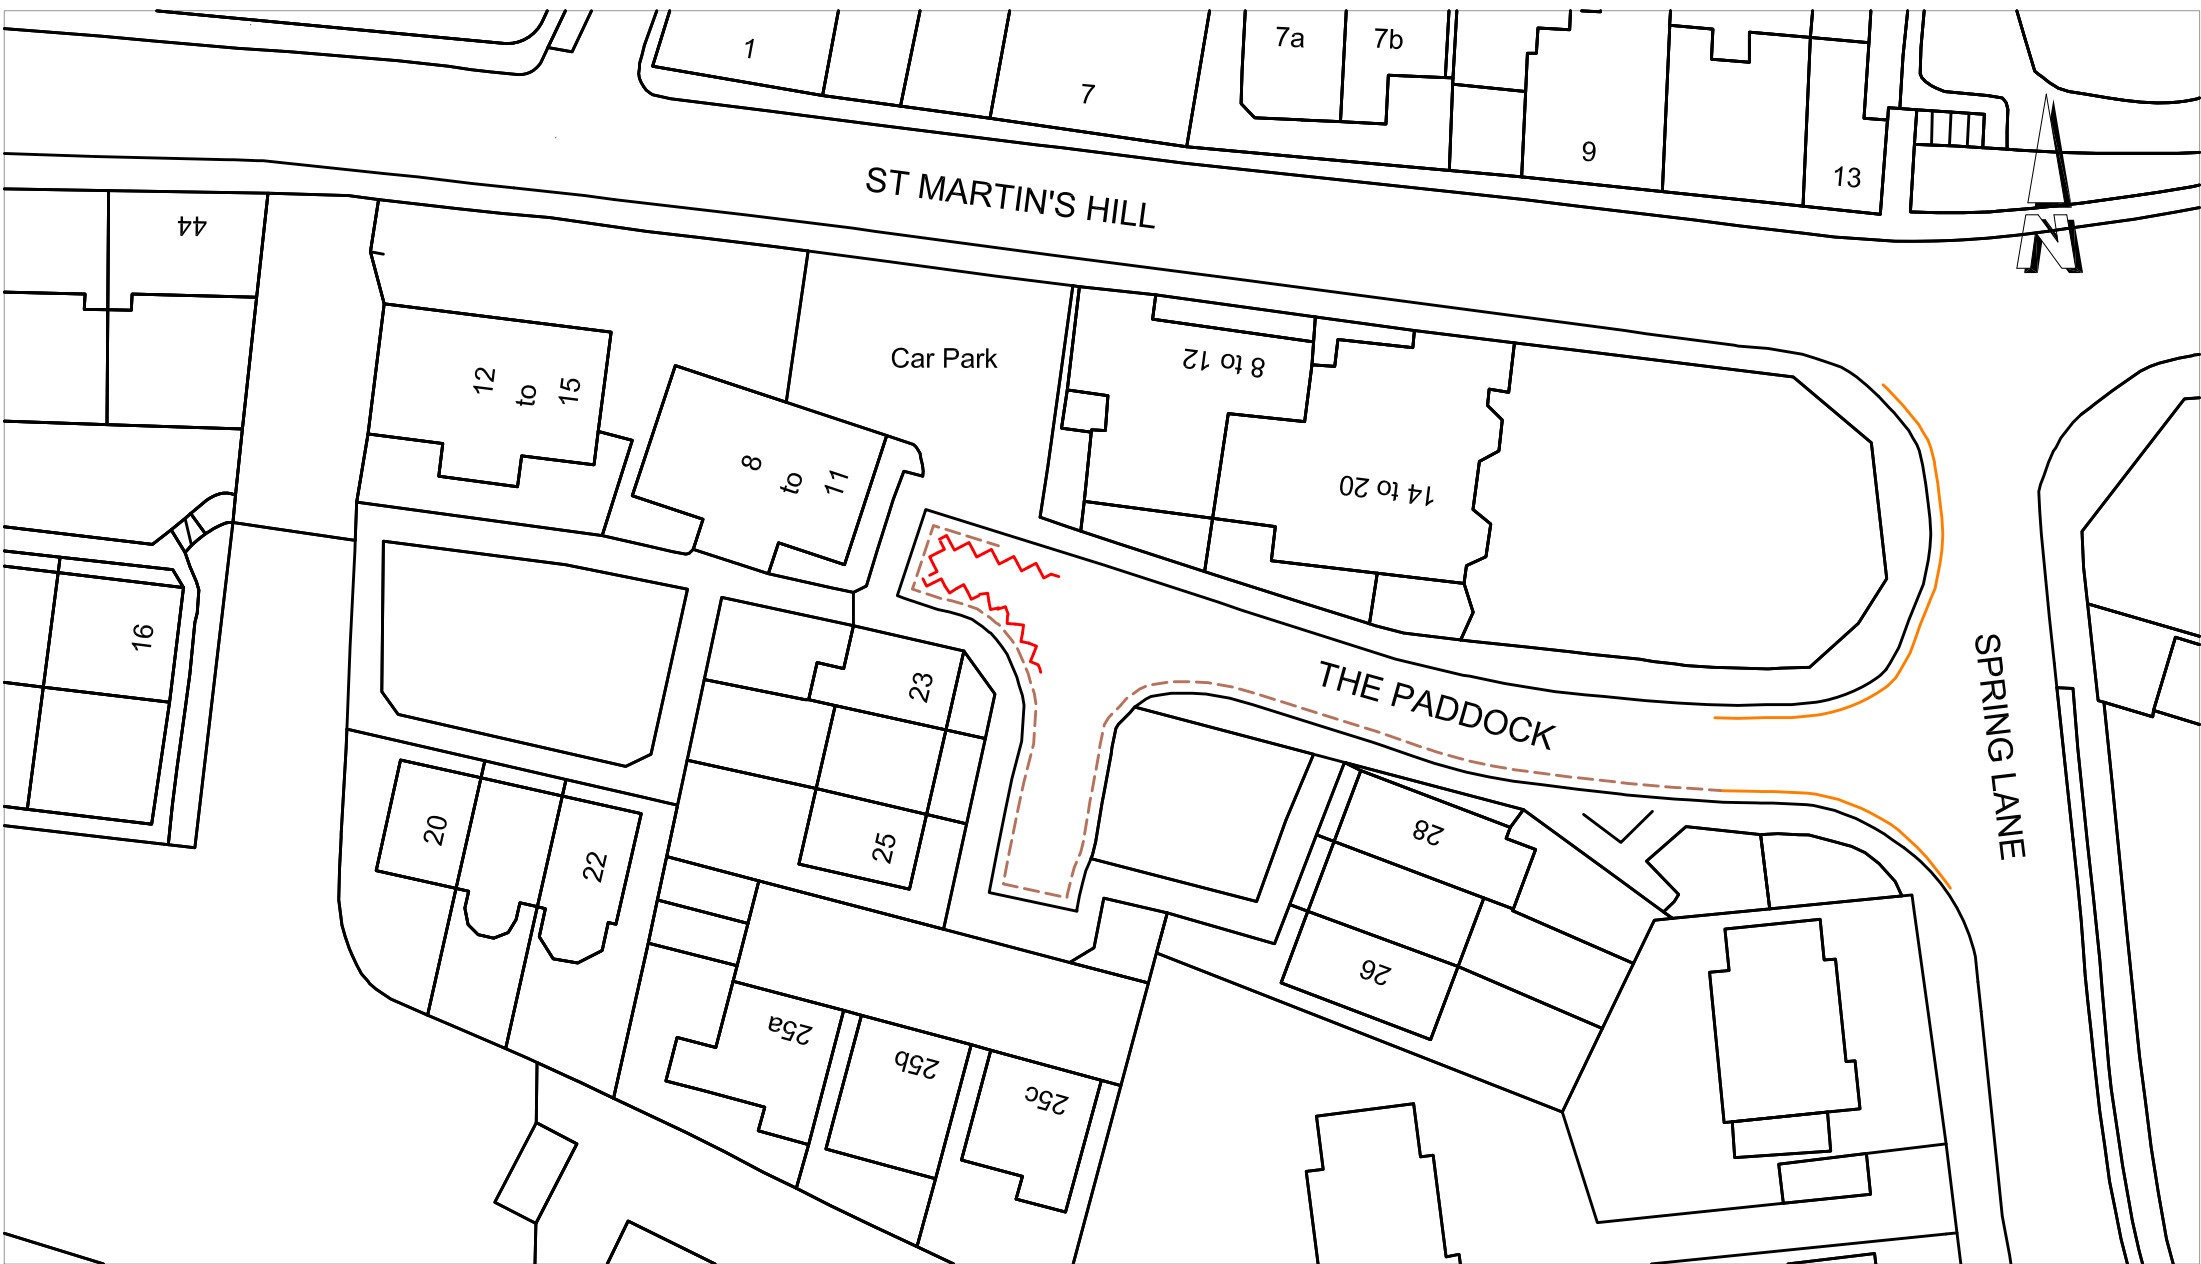 1
7
7a
7b
9
13
N
ST MARTIN'S HILL
44
Car Park
8 to 12
12
to
15
8
to
11
14 to 20
16
23
THE PADDOCK
SPRING LANE
20
22
25
28
26
25a
25b
25c